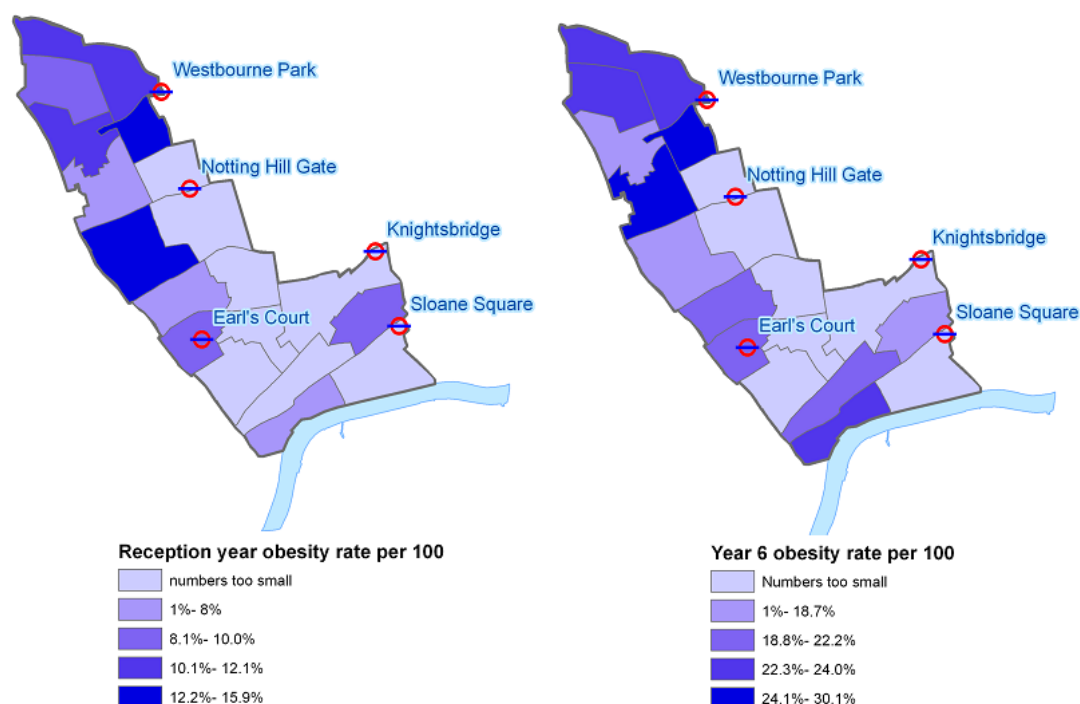 Westbourne Park
Notting Hill Gate
Knightsbridge
Sloane Square
Earl's Court
Reception year obesity rate per 100
numbers too small
1%- 8%
8.1%- 10.0%
10.1%- 12.1%
12.2%- 15.9%
Westbourne Park
Notting Hill Gate
Knightsbridge
Sloane Square
Earl's Court
Year 6 obesity rate per 100
Numbers too small
1%- 18.7%
18.8%- 22.2%
22.3%- 24.0%
24.1%- 30.1%